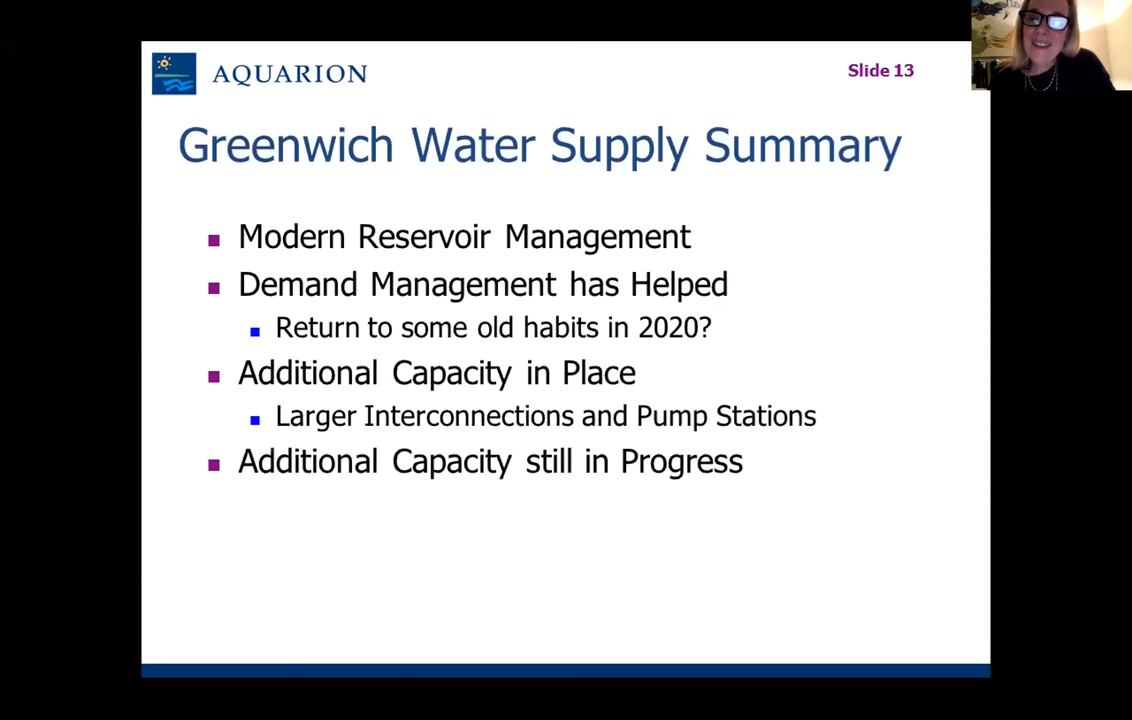 AQUARION
Slide 13
Greenwich Water Supply Summary
Modern Reservoir Management
Demand Management has Helped
Return to some old habits in 2020?
Additional Capacity in Place
Larger Interconnections and Pump Stations
Additional Capacity still in Progress